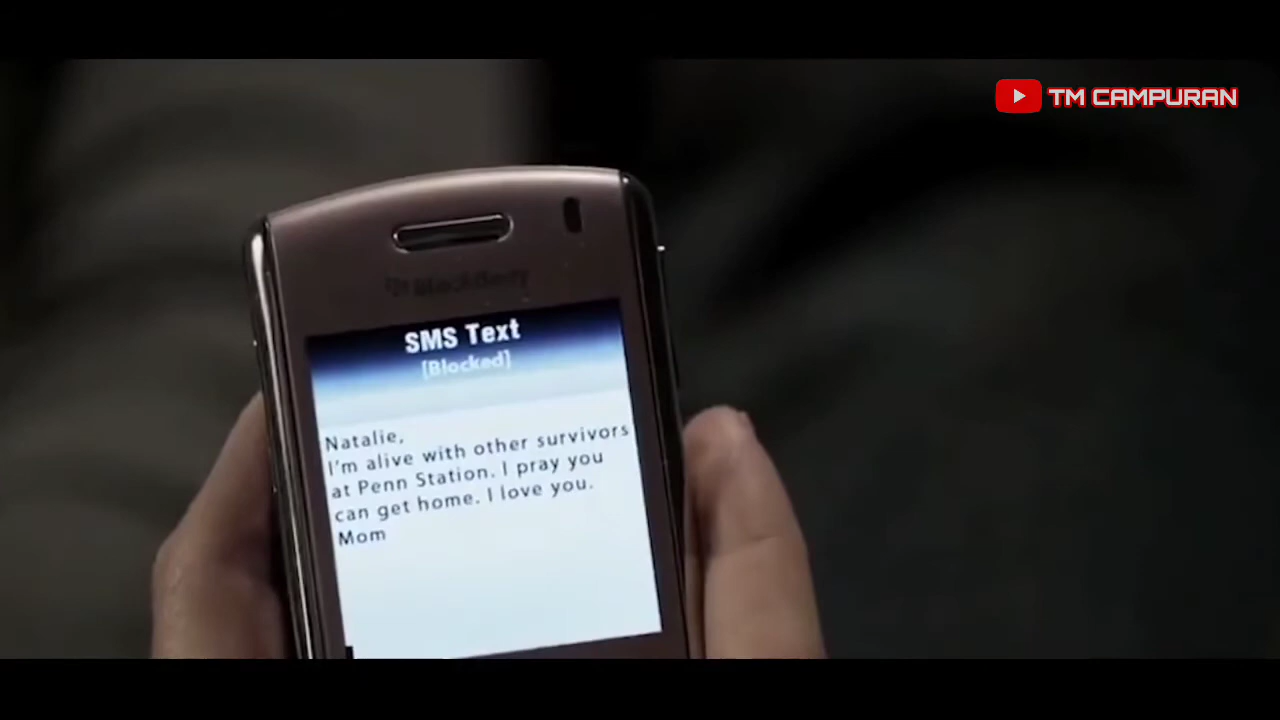 TM CAMPURAN
BlackBerry
SMS Text
[Blocked]
Natalie,
I'm alive with other survivors
at Penn Station. I pray you
can get home. I love you.
Mom